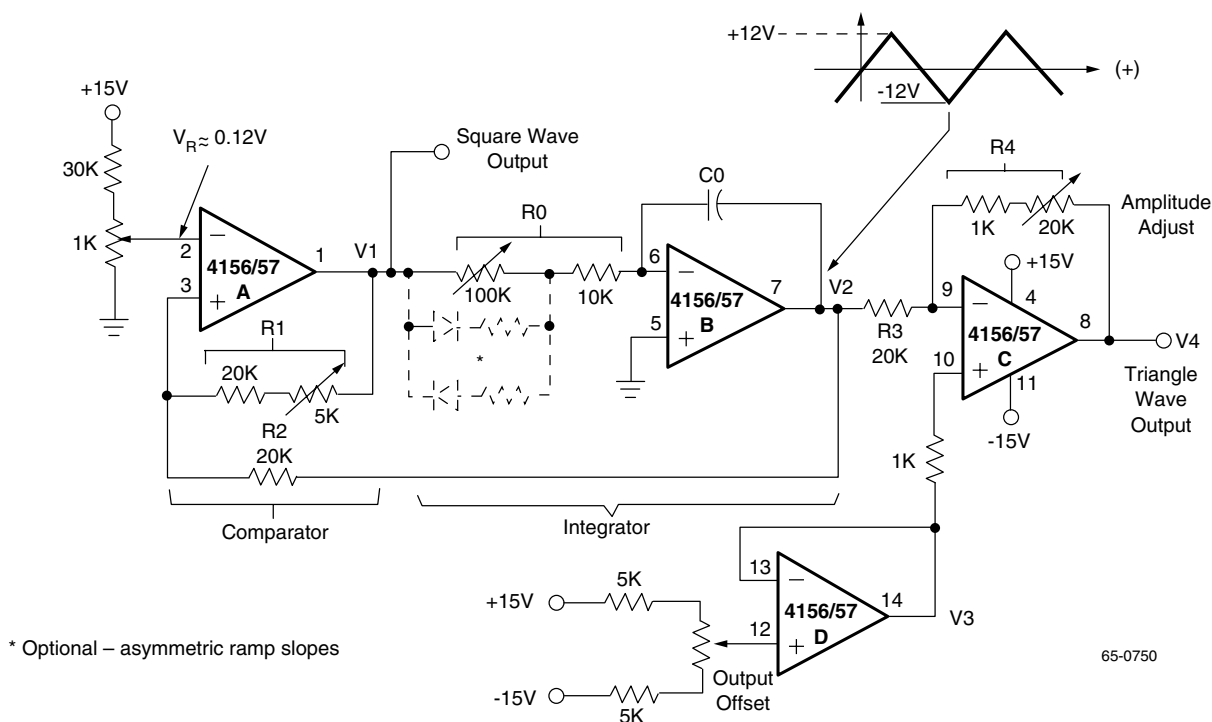 +12V
-12V
(+)
+15V
V_R ≈ 0.12V
Square Wave
Output
30K
1K
2
3
4156/57
A
1
V1
R0
100K
10K
*
C0
6
5
4156/57
B
7
V2
R3
20K
R4
1K
20K
Amplitude
Adjust
+15V
4
9
10
4156/57
C
8
11
-15V
V4
Triangle
Wave
Output
R1
20K
5K
R2
20K
1K
Comparator
Integrator
+15V
5K
-15V
5K
Output
Offset
13
12
4156/57
D
14
V3
* Optional – asymmetric ramp slopes
65-0750